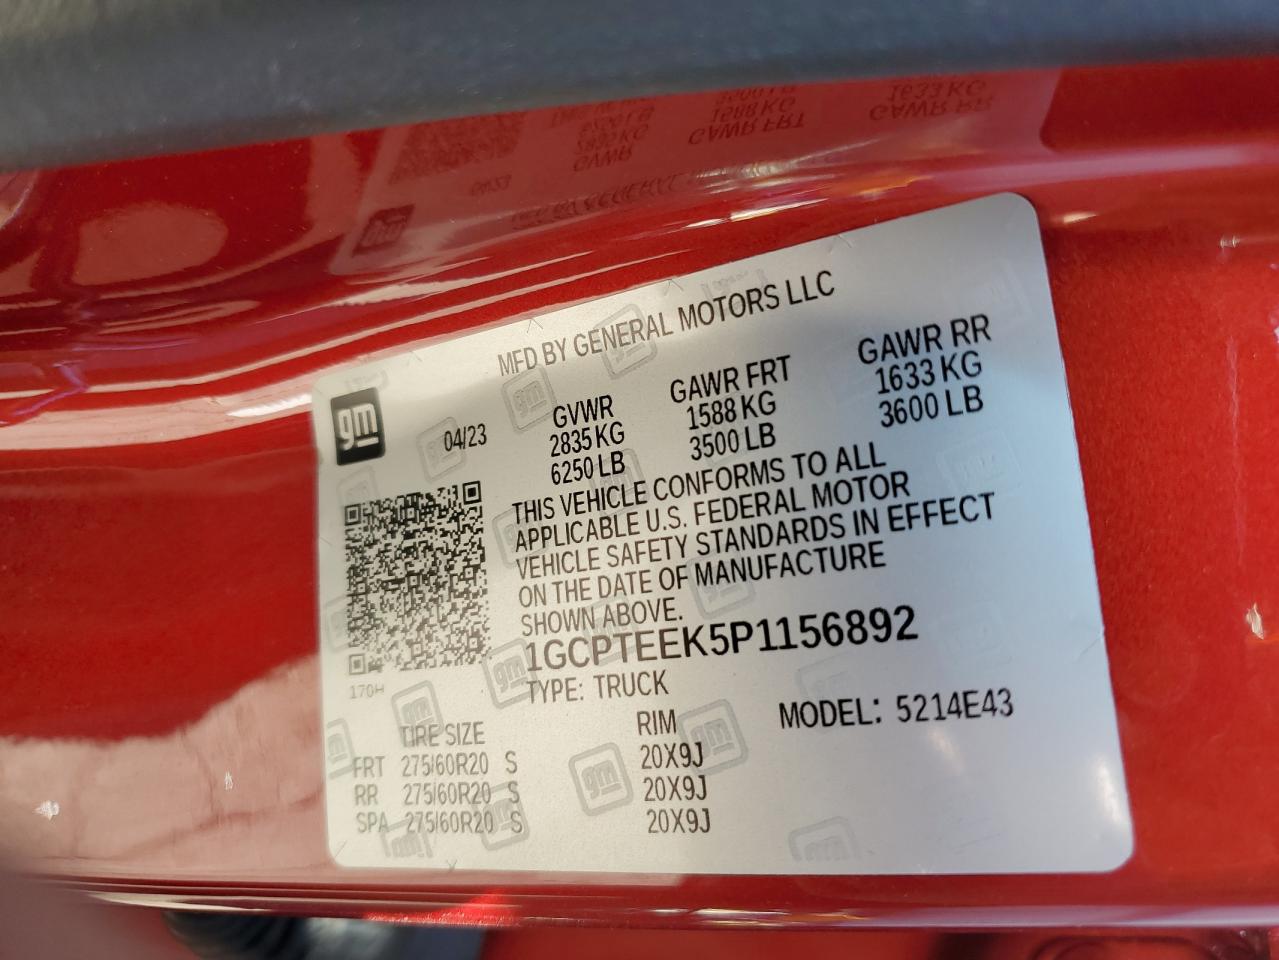 MFD BY GENERAL MOTORS LLC
gm
04/23
GVWR
2835 KG
6250 LB
GAWR FRT
1588 KG
3500 LB
GAWR RR
1633 KG
3600 LB
THIS VEHICLE CONFORMS TO ALL
APPLICABLE U.S. FEDERAL MOTOR
VEHICLE SAFETY STANDARDS IN EFFECT
ON THE DATE OF MANUFACTURE
SHOWN ABOVE.
1GCPTEEK5P1156892
170H
TYPE: TRUCK
MODEL: 5214E43
TIRE SIZE RIM
FRT 275/60R20 S 20X9J
RR 275/60R20 S 20X9J
SPA 275/60R20 S 20X9J